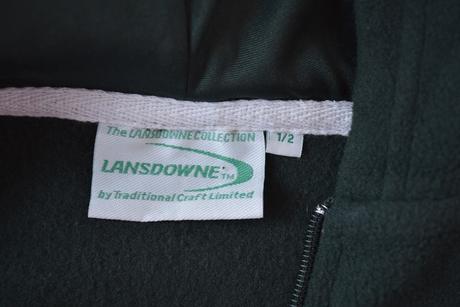 The LANSDOWNE COLLECTION
1/2
LANSDOWNE™
by Traditional Craft Limited